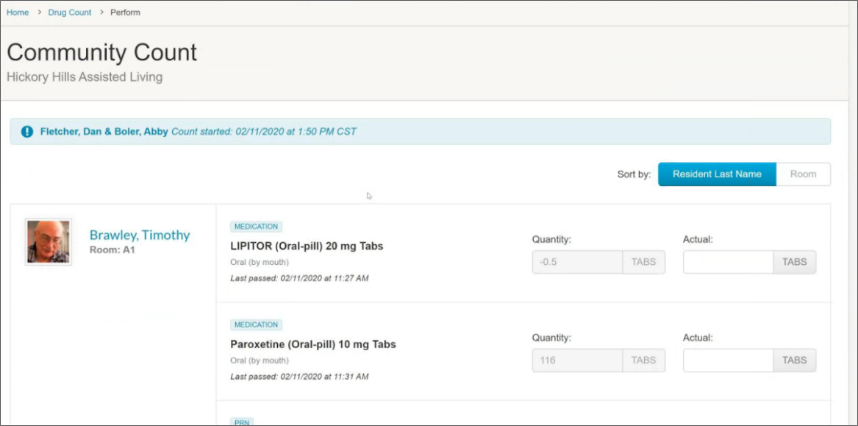 Home > Drug Count > Perform
Community Count
Hickory Hills Assisted Living
Fletcher, Dan & Boler, Abby Count started: 02/11/2020 at 1:50 PM CST
Sort by: Resident Last Name Room
Brawley, Timothy
Room: A1
MEDICATION
LIPITOR (Oral-pill) 20 mg Tabs
Oral (by mouth)
Last passed: 02/11/2020 at 11:27 AM
Quantity:
-0.5 TABS
Actual:
TABS
MEDICATION
Paroxetine (Oral-pill) 10 mg Tabs
Oral (by mouth)
Last passed: 02/11/2020 at 11:31 AM
Quantity:
116 TABS
Actual:
TABS
PRN